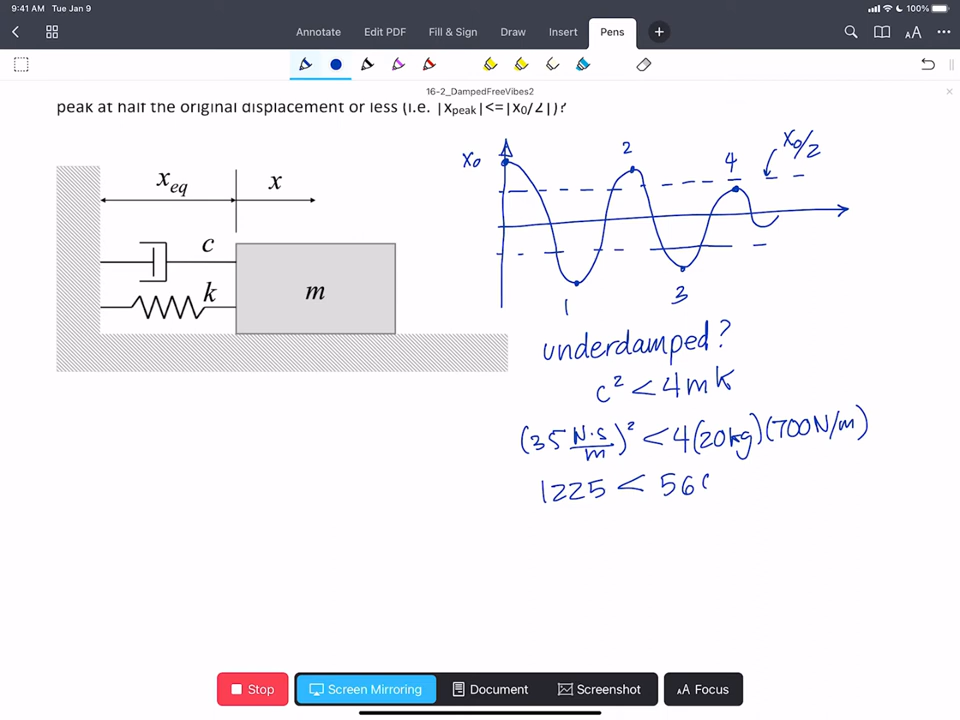 9:41 AM Tue Jan 9
100%
Annotate Edit PDF Fill & Sign Draw Insert Pens
AA
16-2_DampedFreeVibes2
peak at half the original displacement or less (i.e. |xpeak|<=|x0/2|)?
xeq
x
c
k
m
x0
2
4
x0/2
1
3
underdamped?
c² < 4mk
(35 N·s/m)² < 4(20kg)(700N/m)
1225 < 56
Stop
Screen Mirroring
Document
Screenshot
AA Focus